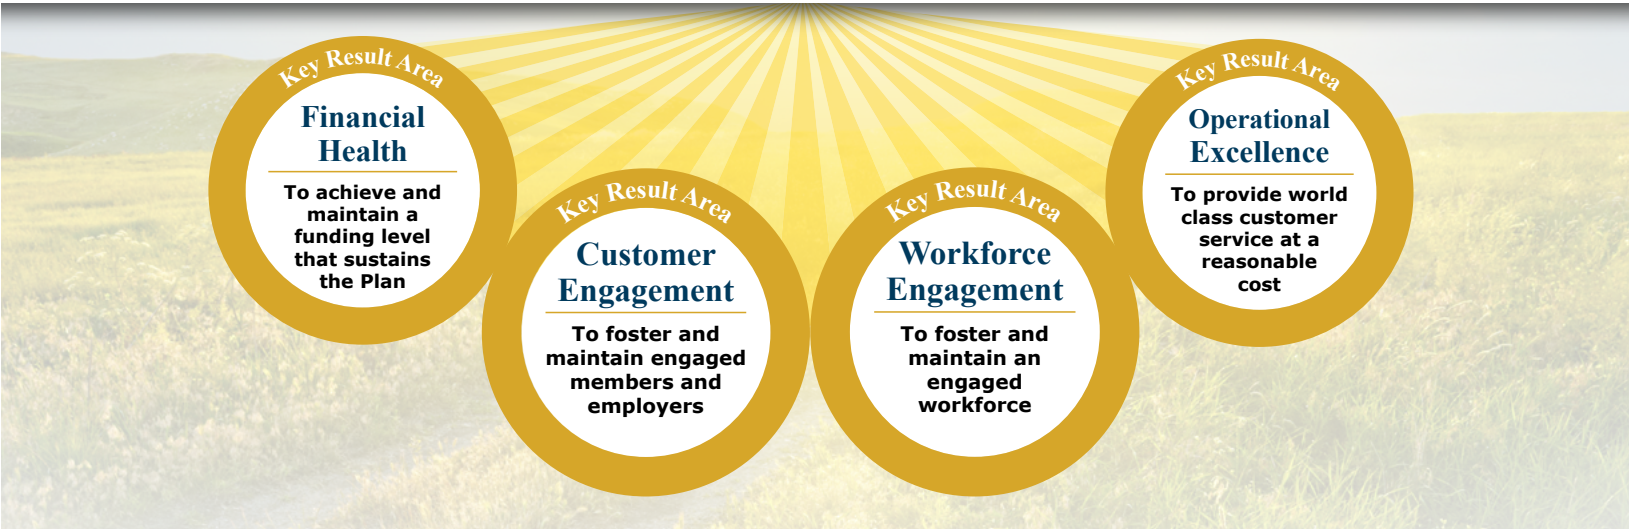 Key Result Area
Financial
Health
To achieve and
maintain a
funding level
that sustains
the Plan
Key Result Area
Customer
Engagement
To foster and
maintain engaged
members and
employers
Key Result Area
Workforce
Engagement
To foster and
maintain an
engaged
workforce
Key Result Area
Operational
Excellence
To provide world
class customer
service at a
reasonable
cost